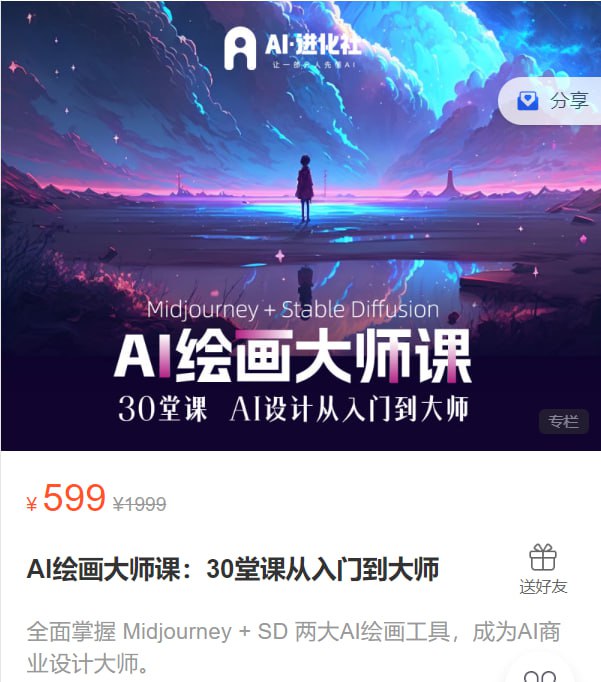 AI·进化社
让一部分人先懂AI
分享
Midjourney + Stable Diffusion
AI绘画大师课
30堂课 AI设计从入门到大师
专栏
¥ 599 ¥1999
AI绘画大师课：30堂课从入门到大师
送好友
全面掌握 Midjourney + SD 两大AI绘画工具，成为AI商
业设计大师。